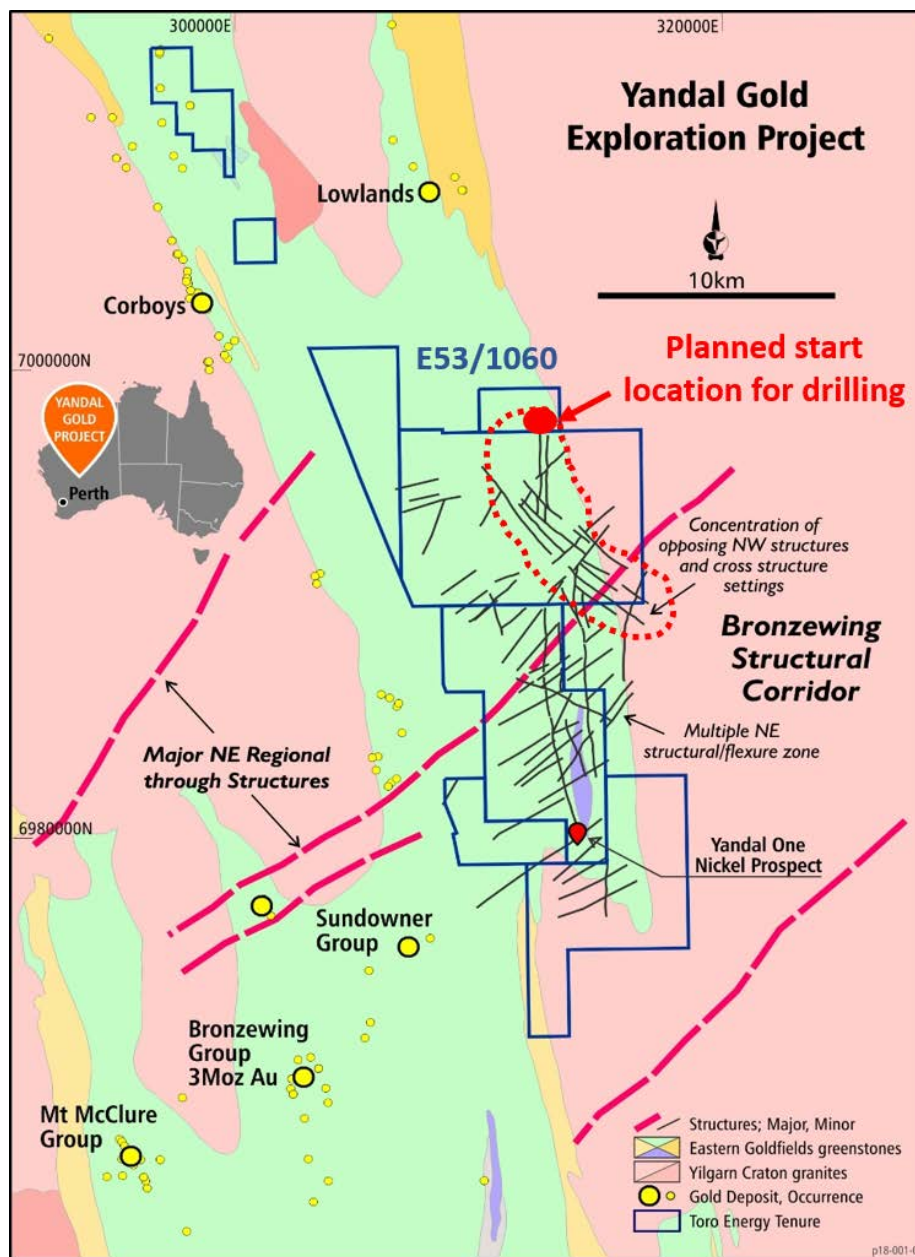 300000E
320000E
Yandal Gold
Exploration Project
Lowlands
10km
Corboys
7000000N
E53/1060
Planned start
location for drilling
YANDAL
GOLD
PROJECT
Perth
Concentration of
opposing NW structures
and cross structure
settings
Bronzewing
Structural
Corridor
Multiple NE
structural/flexure zone
Major NE Regional
through Structures
6980000N
Yandal One
Nickel Prospect
Sundowner
Group
Bronzewing
Group
3Moz Au
Mt McClure
Group
Structures; Major, Minor
Eastern Goldfields greenstones
Yilgarn Craton granites
Gold Deposit, Occurrence
Toro Energy Tenure